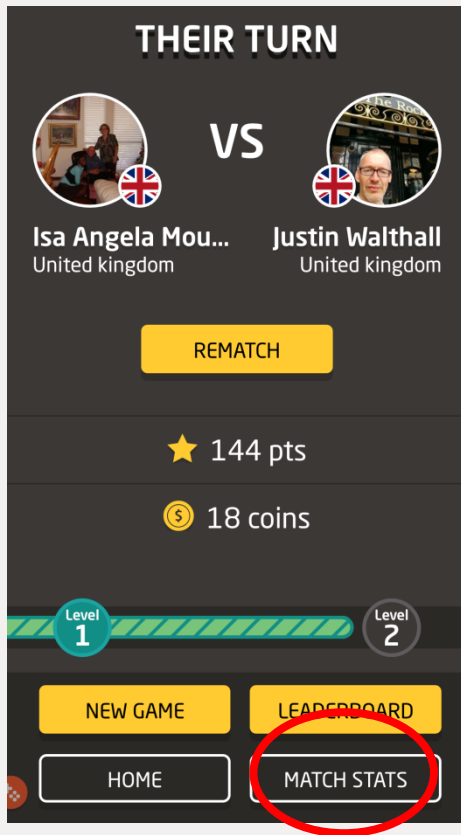 THEIR TURN
VS
Isa Angela Mou... Justin Walthall
United kingdom United kingdom
REMATCH
144 pts
$ 18 coins
Level Level
1 2
NEW GAME LEADERBOARD
HOME MATCH STATS